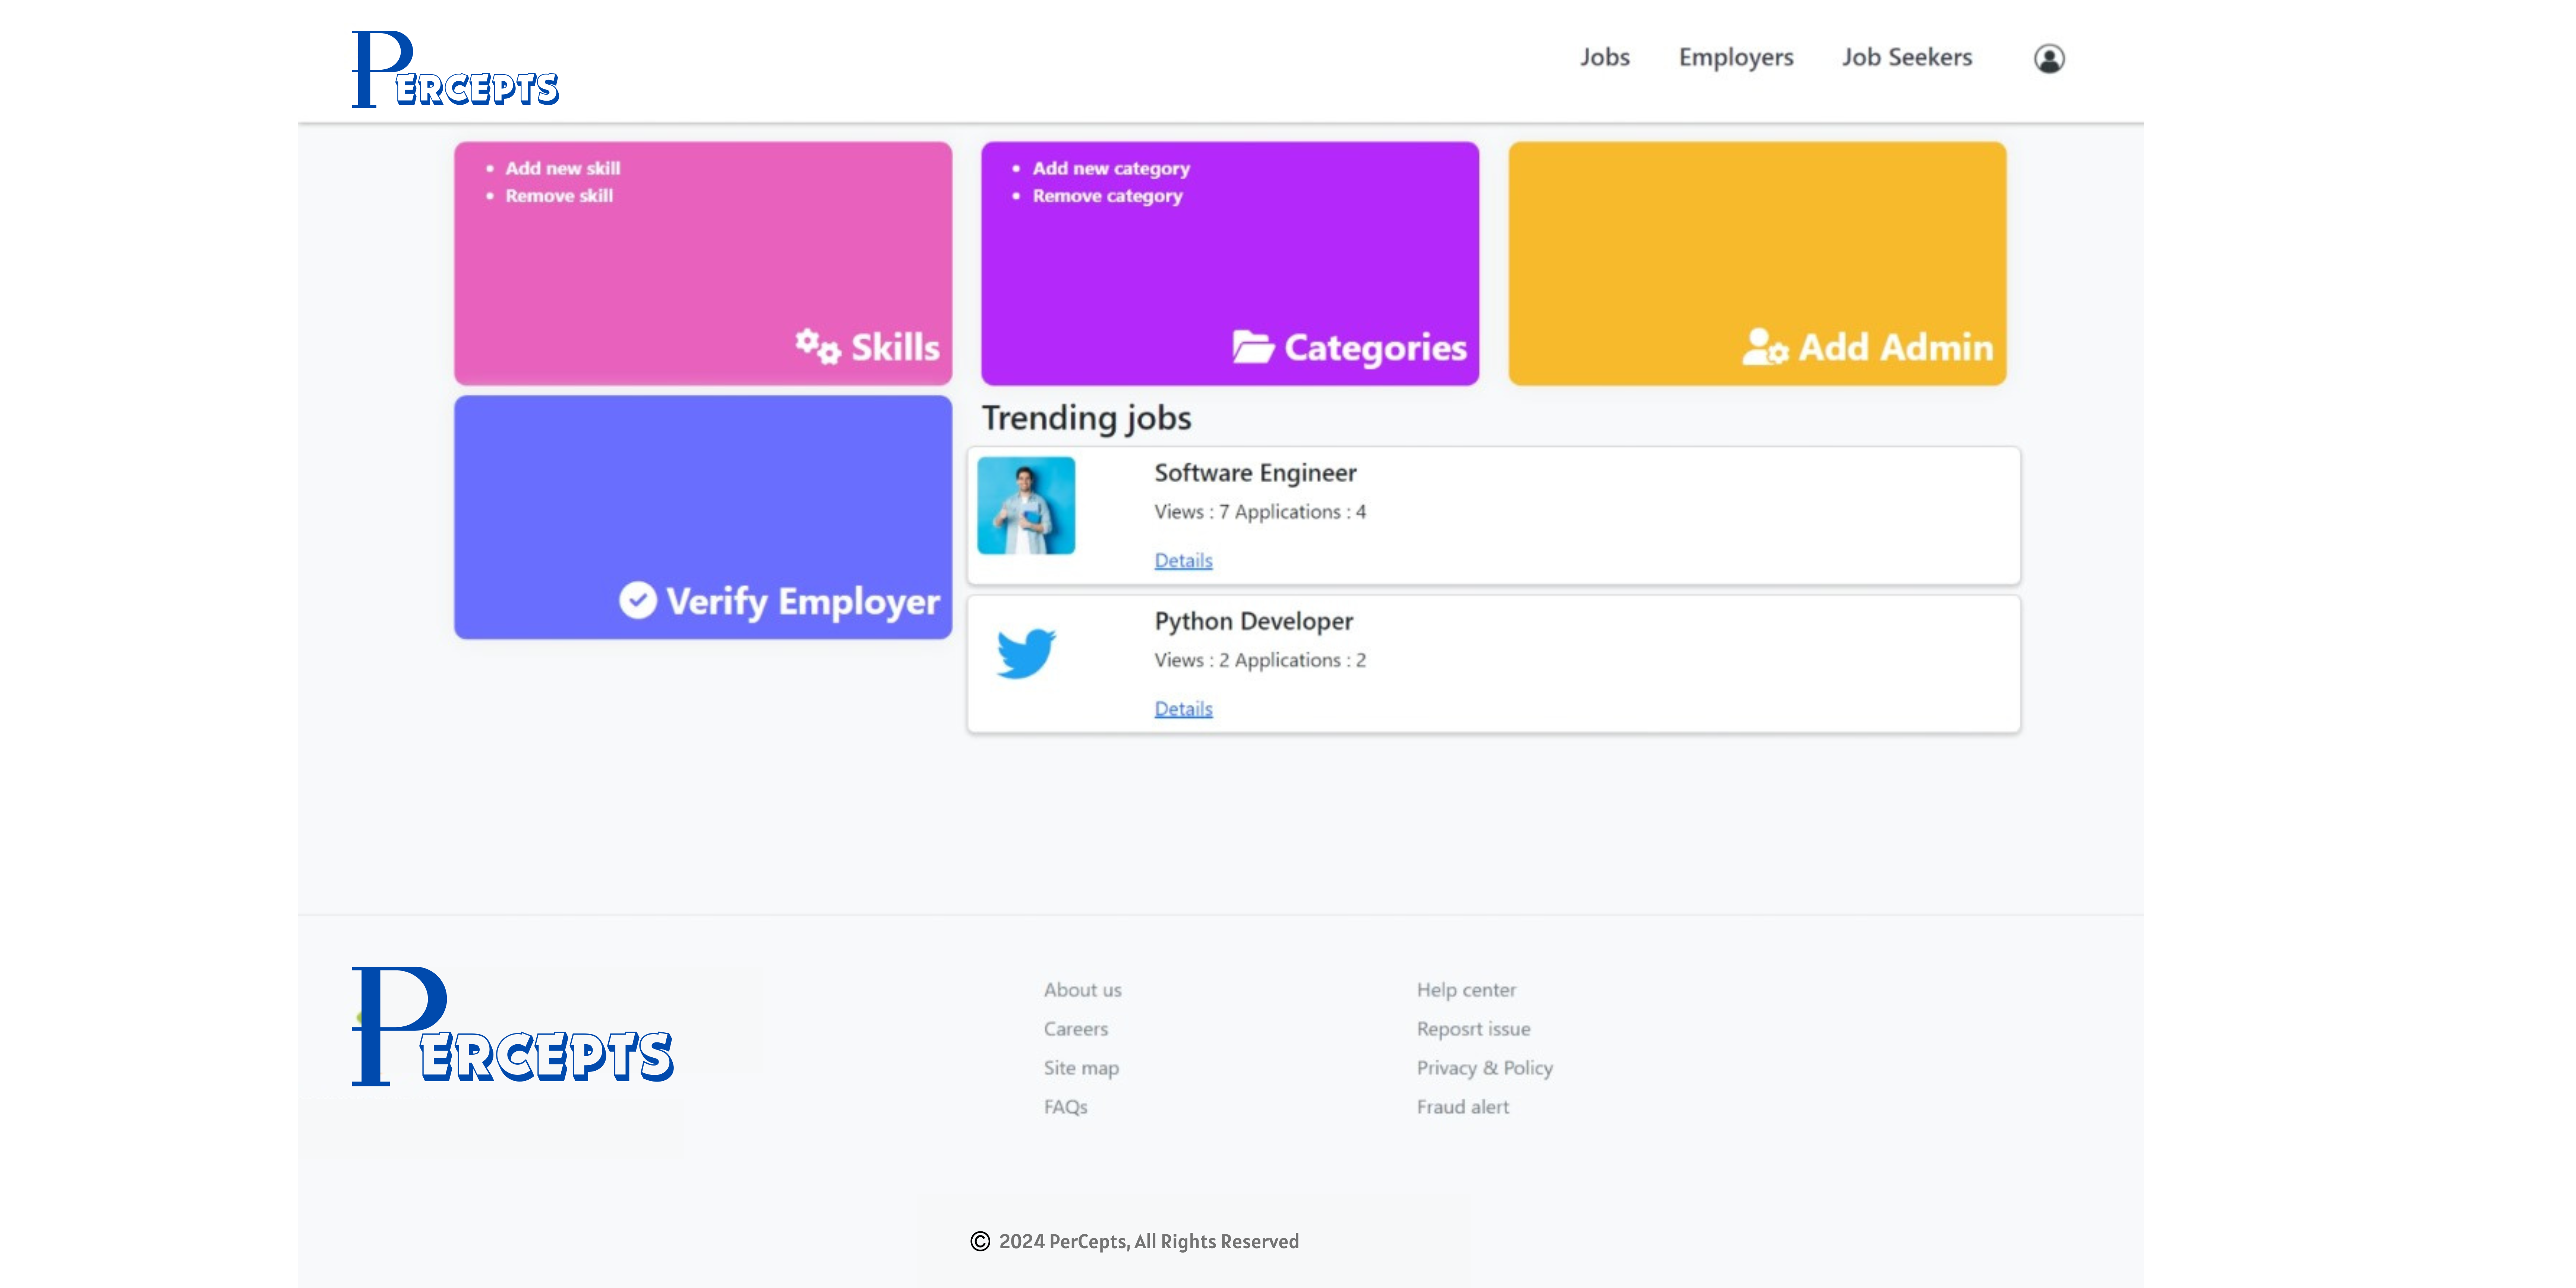 PERCEPTS
Jobs Employers Job Seekers
Add new skill
Remove skill
Skills
Add new category
Remove category
Categories
Add Admin
Verify Employer
Trending jobs
Software Engineer
Views : 7 Applications : 4
Details
Python Developer
Views : 2 Applications : 2
Details
PERCEPTS
About us
Careers
Site map
FAQs
Help center
Reposrt issue
Privacy & Policy
Fraud alert
© 2024 PerCepts, All Rights Reserved